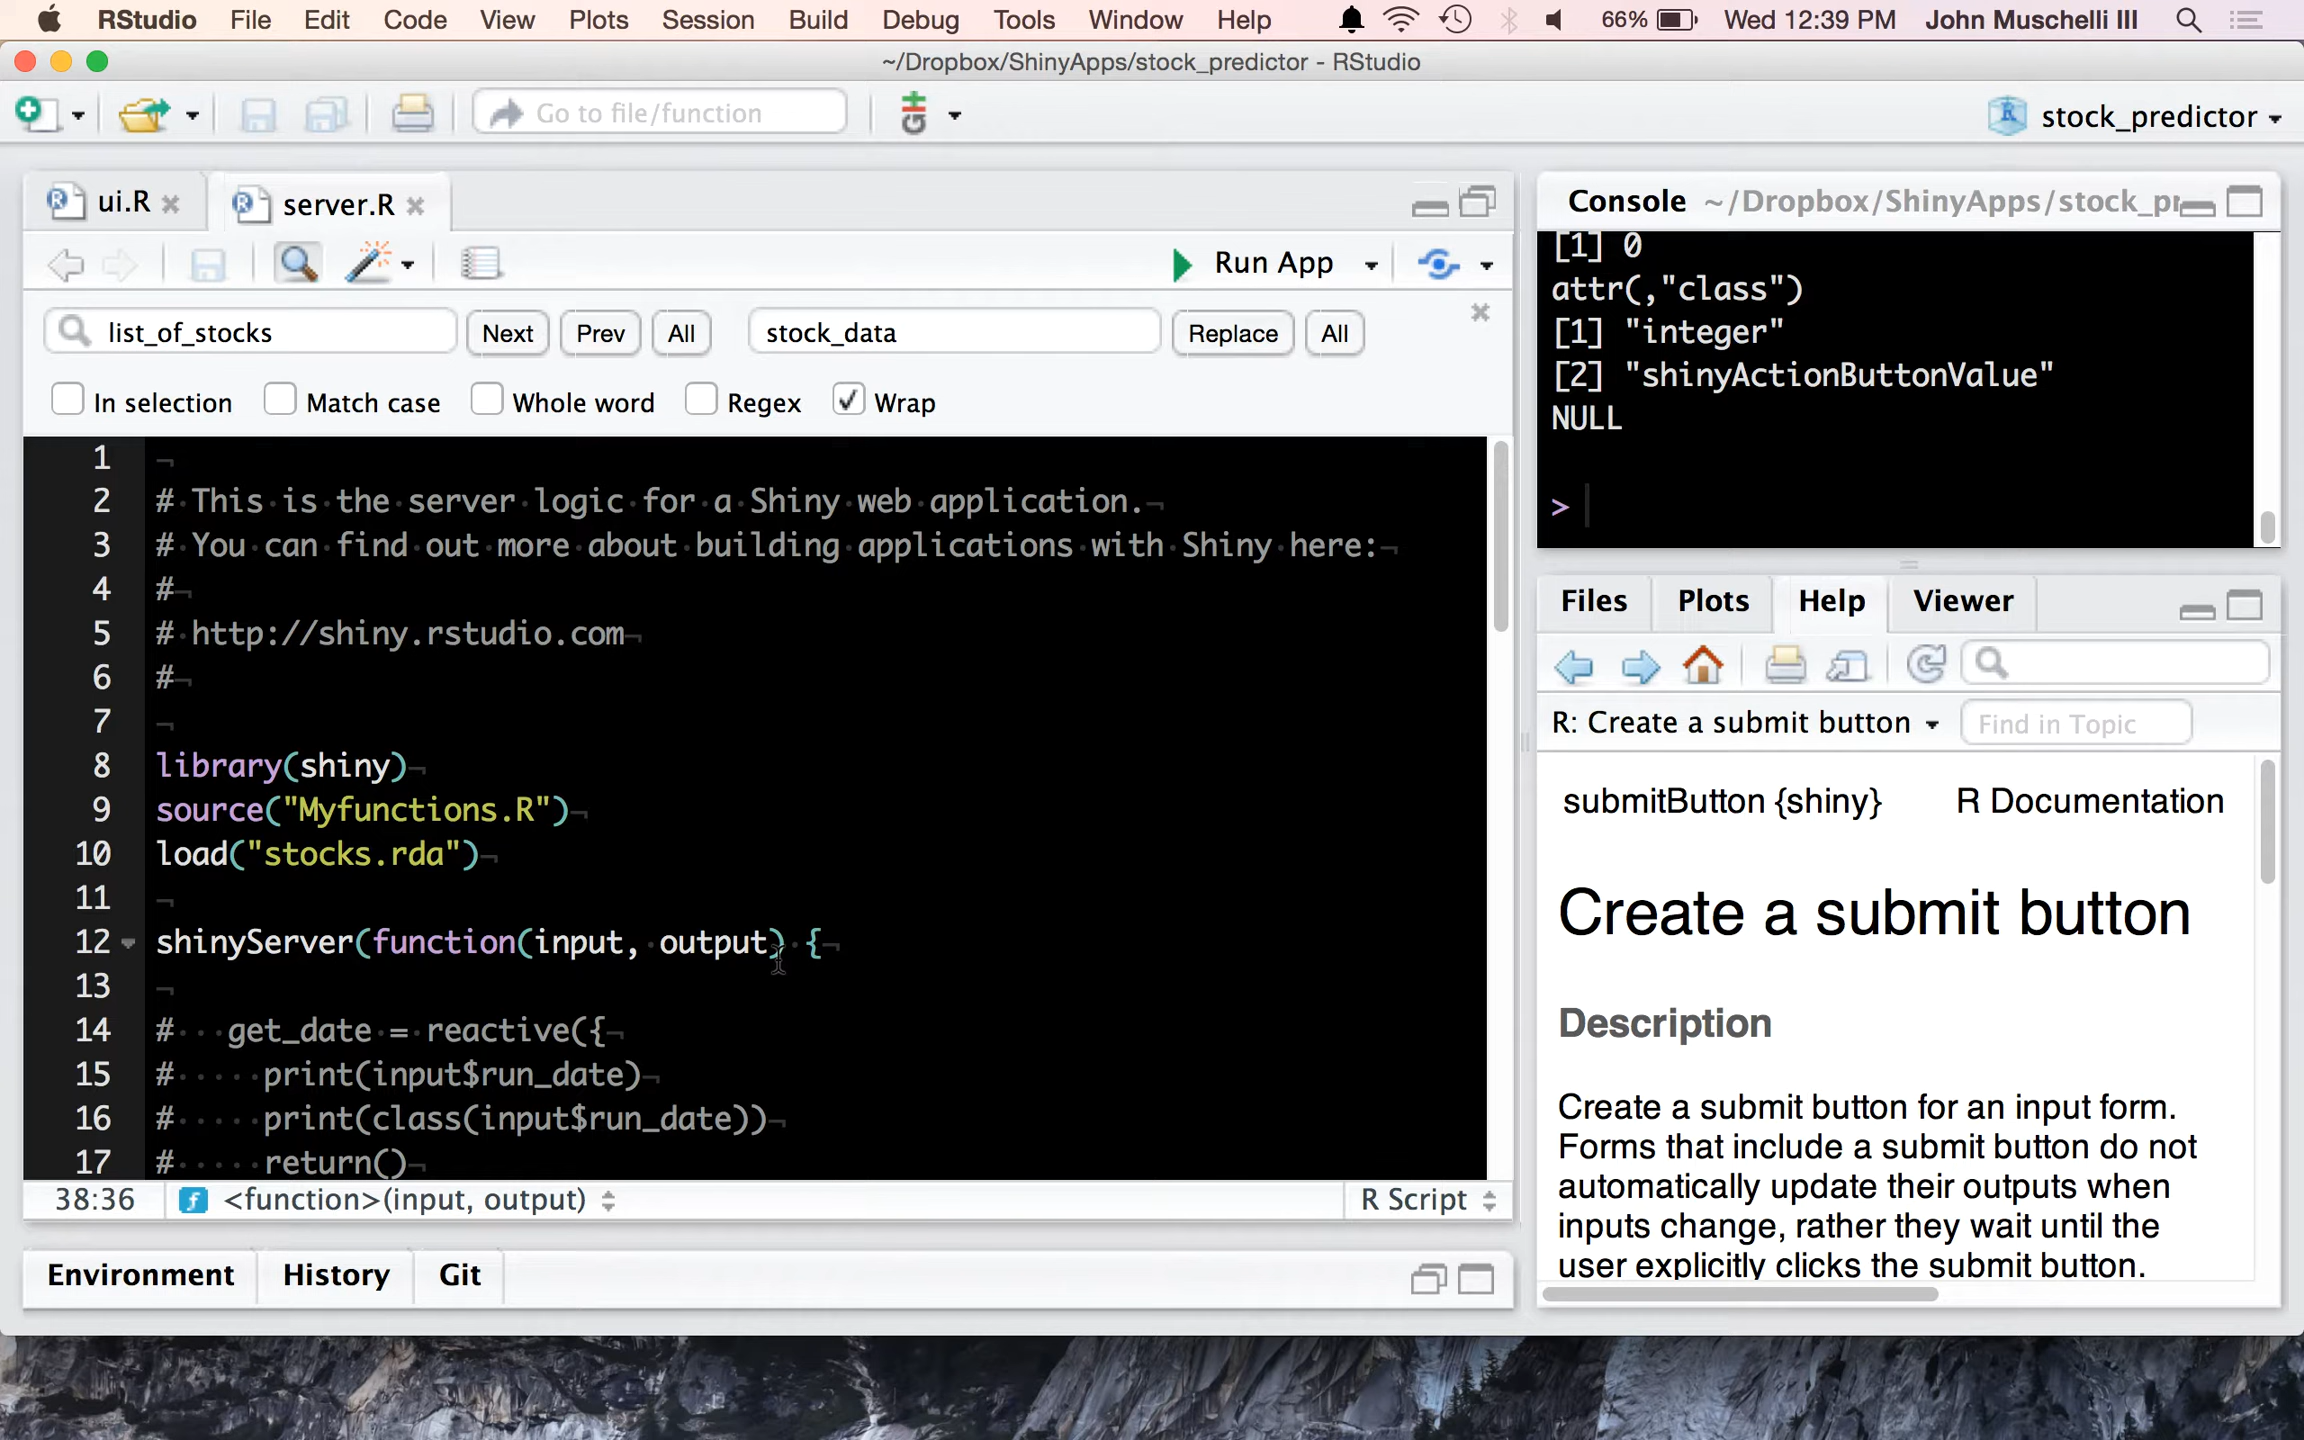 RStudio File Edit Code View Plots Session Build Debug Tools Window Help 66% Wed 12:39 PM John Muschelli III
~/Dropbox/ShinyApps/stock_predictor - RStudio
Go to file/function stock_predictor
ui.R server.R
Run App
list_of_stocks Next Prev All stock_data Replace All
In selection Match case Whole word Regex Wrap
1
2 # This is the server logic for a Shiny web application.
3 # You can find out more about building applications with Shiny here:
4 #
5 # http://shiny.rstudio.com
6 #
7
8 library(shiny)
9 source("Myfunctions.R")
10 load("stocks.rda")
11
12 shinyServer(function(input, output) {
13
14 #   get_date = reactive({
15 #     print(input$run_date)
16 #     print(class(input$run_date))
17 #     return()
38:36 <function>(input, output) R Script
Environment History Git
Console ~/Dropbox/ShinyApps/stock_pr
[1] 0
attr(,"class")
[1] "integer"
[2] "shinyActionButtonValue"
NULL
>
Files Plots Help Viewer
R: Create a submit button Find in Topic
submitButton {shiny} R Documentation
Create a submit button
Description
Create a submit button for an input form.
Forms that include a submit button do not
automatically update their outputs when
inputs change, rather they wait until the
user explicitly clicks the submit button.